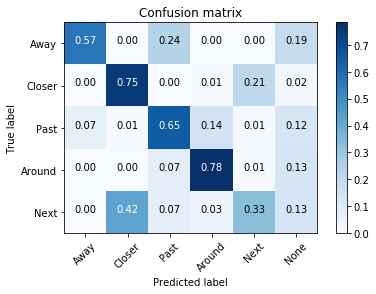 Confusion matrix
True label
Away 0.57 0.00 0.24 0.00 0.00 0.19
Closer 0.00 0.75 0.00 0.01 0.21 0.02
Past 0.07 0.01 0.65 0.14 0.01 0.12
Around 0.00 0.00 0.07 0.78 0.01 0.13
Next 0.00 0.42 0.07 0.03 0.33 0.13
Away Closer Past Around Next None
Predicted label
0.7
0.6
0.5
0.4
0.3
0.2
0.1
0.0